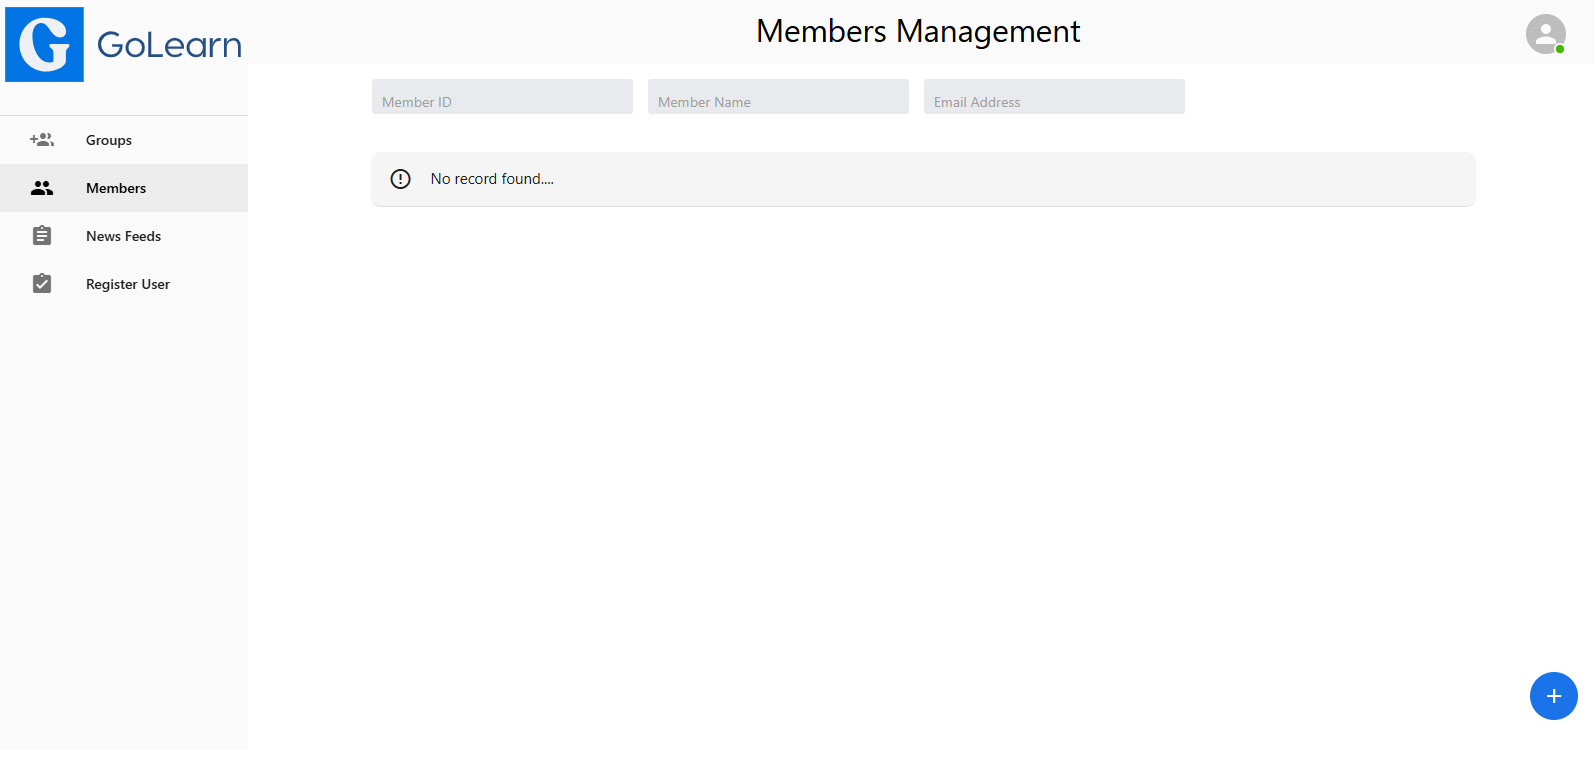 GoLearn
Members Management
Member ID
Member Name
Email Address
Groups
Members
News Feeds
Register User
No record found....